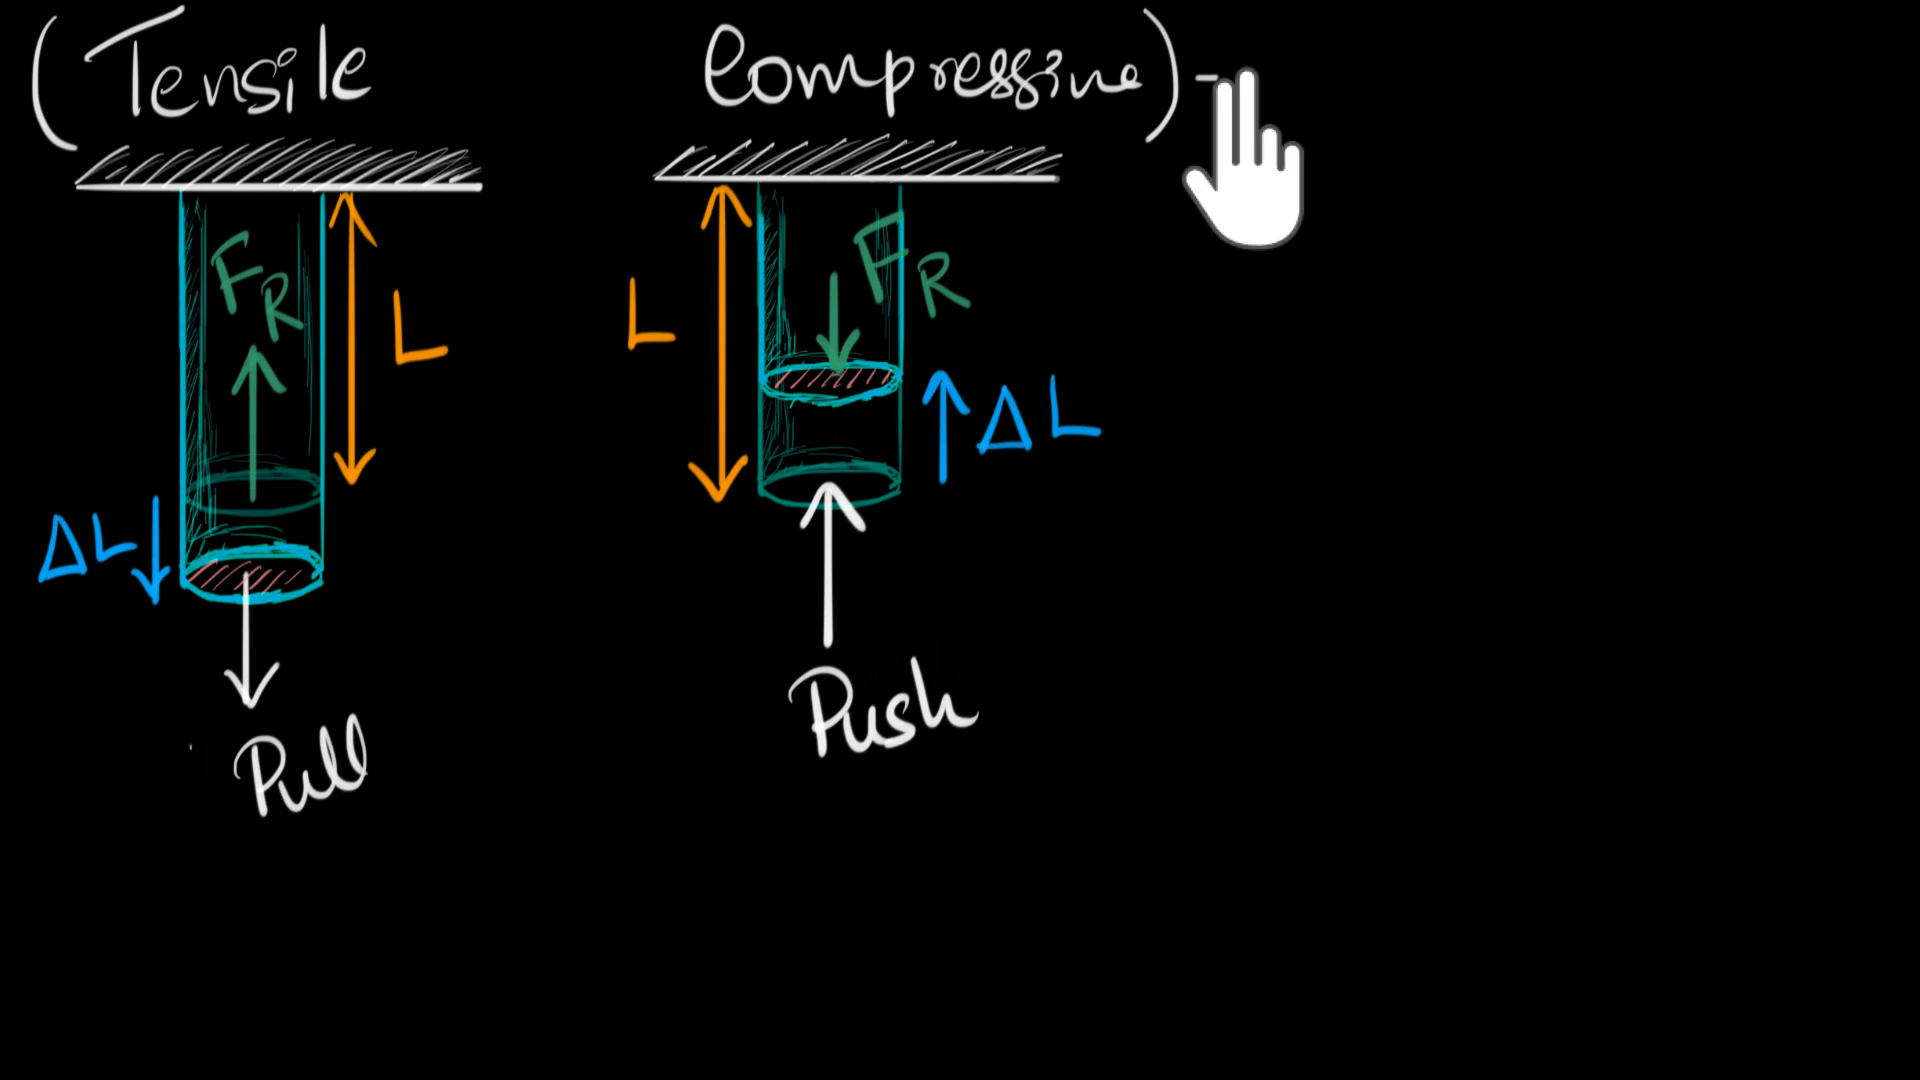 (Tensile Compressive) -
F_R
L
ΔL
Pull
F_R
L
ΔL
Push